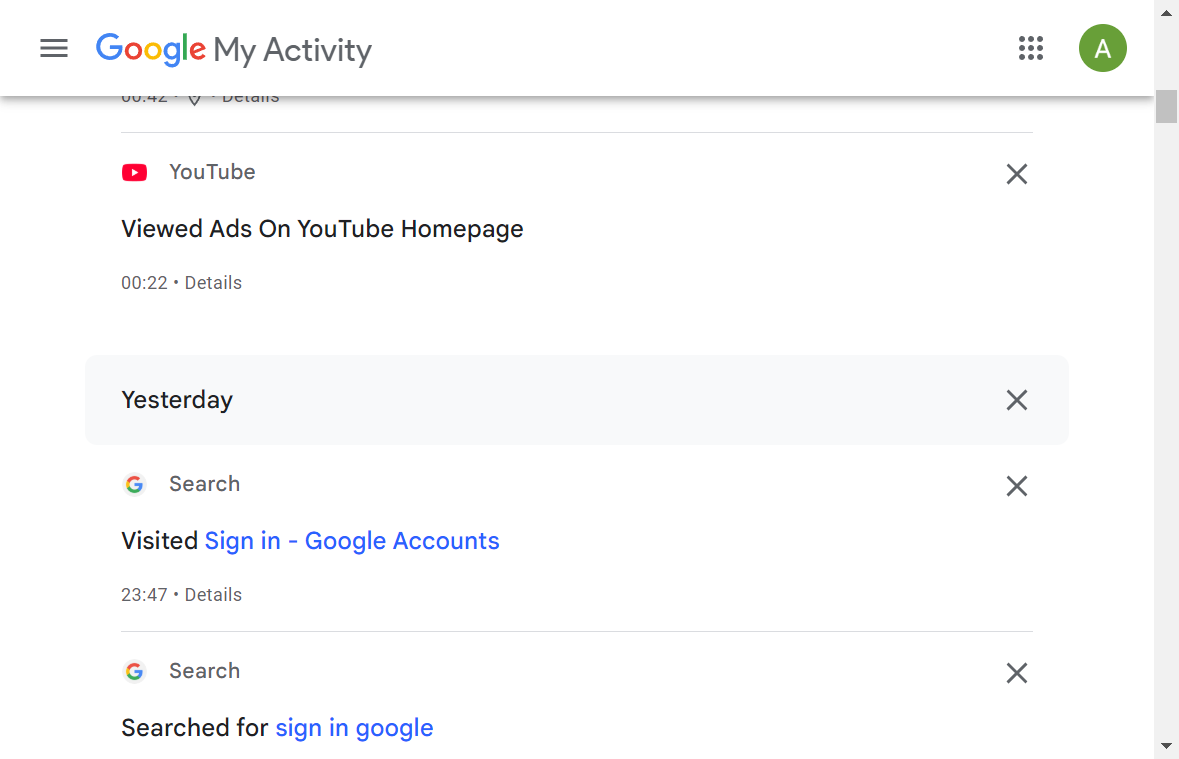 Google My Activity
A
00:42 • • Details
YouTube
Viewed Ads On YouTube Homepage
00:22 • Details
Yesterday
Search
Visited Sign in - Google Accounts
23:47 • Details
Search
Searched for sign in google